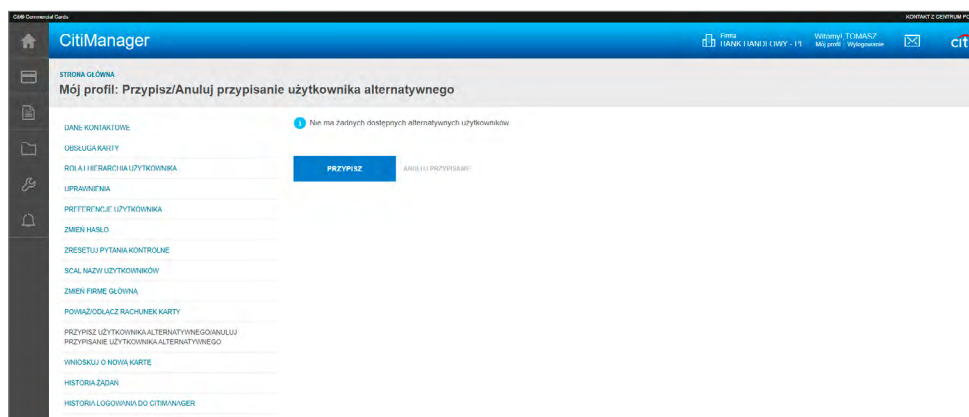 Citi® Commercial Cards
KONTAKT Z CENTRUM
CitiManager
Firma
BANK HANDLOWY - PL
Witamy!, TOMASZ
Mój profil | Wylogowanie
citi
STRONA GŁÓWNA
Mój profil: Przypisz/Anuluj przypisanie użytkownika alternatywnego
DANE KONTAKTOWE
OBSŁUGA KARTY
ROLA I HIERARCHIA UŻYTKOWNIKA
UPRAWNIENIA
PREFERENCJE UŻYTKOWNIKA
ZMIEŃ HASŁO
ZRESETUJ PYTANIA KONTROLNE
SCAL NAZW UŻYTKOWNIKÓW
ZMIEŃ FIRMĘ GŁÓWNĄ
POWIĄŻ/ODŁĄCZ RACHUNEK KARTY
PRZYPISZ UŻYTKOWNIKA ALTERNATYWNEGO/ANULUJ
PRZYPISANIE UŻYTKOWNIKA ALTERNATYWNEGO
WNIOSKUJ O NOWĄ KARTĘ
HISTORIA ŻĄDAŃ
HISTORIA LOGOWANIA DO CITIMANAGER
Nie ma żadnych dostępnych alternatywnych użytkowników
PRZYPISZ
ANULUJ PRZYPISANIE